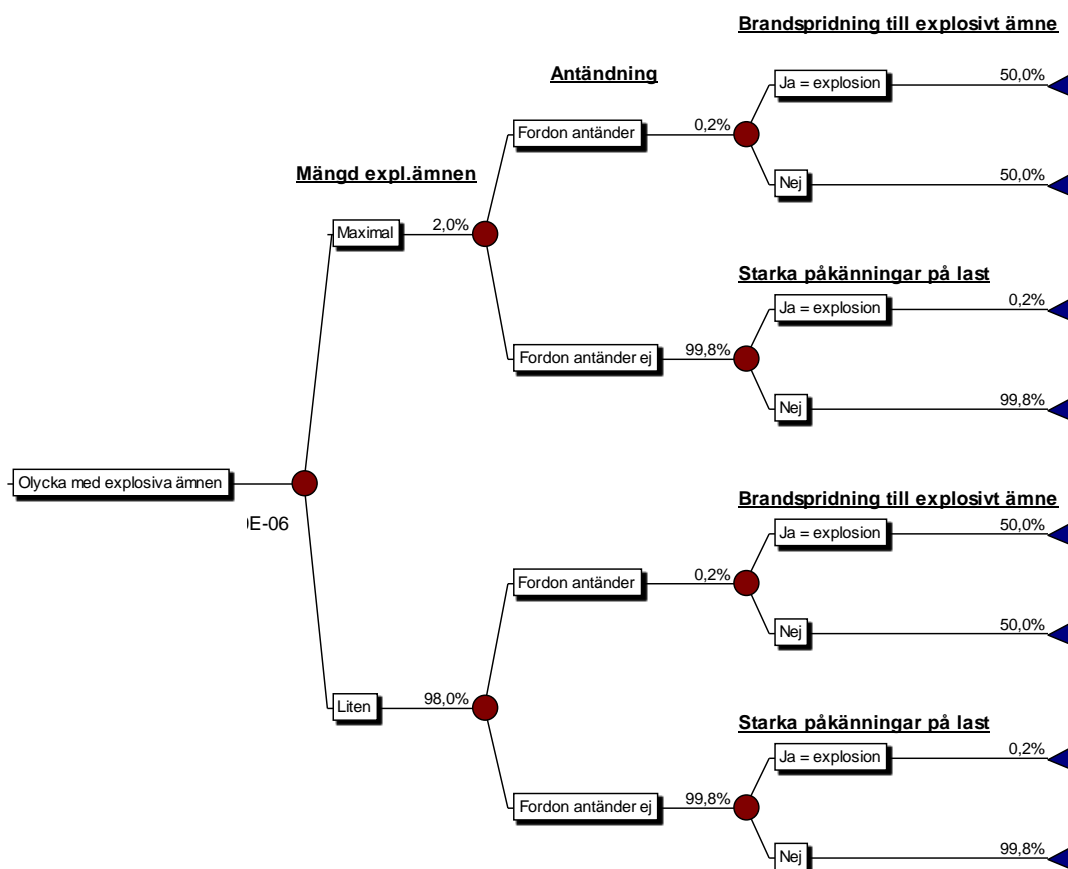 Brandspridning till explosivt ämne
Antändning
Ja = explosion 50,0%
Fordon antänder 0,2%
Mängd expl.ämnen
Nej 50,0%
Maximal 2,0%
Starka påkänningar på last
Ja = explosion 0,2%
Fordon antänder ej 99,8%
Nej 99,8%
Olycka med explosiva ämnen
E-06
Brandspridning till explosivt ämne
Ja = explosion 50,0%
Fordon antänder 0,2%
Nej 50,0%
Liten 98,0%
Starka påkänningar på last
Ja = explosion 0,2%
Fordon antänder ej 99,8%
Nej 99,8%